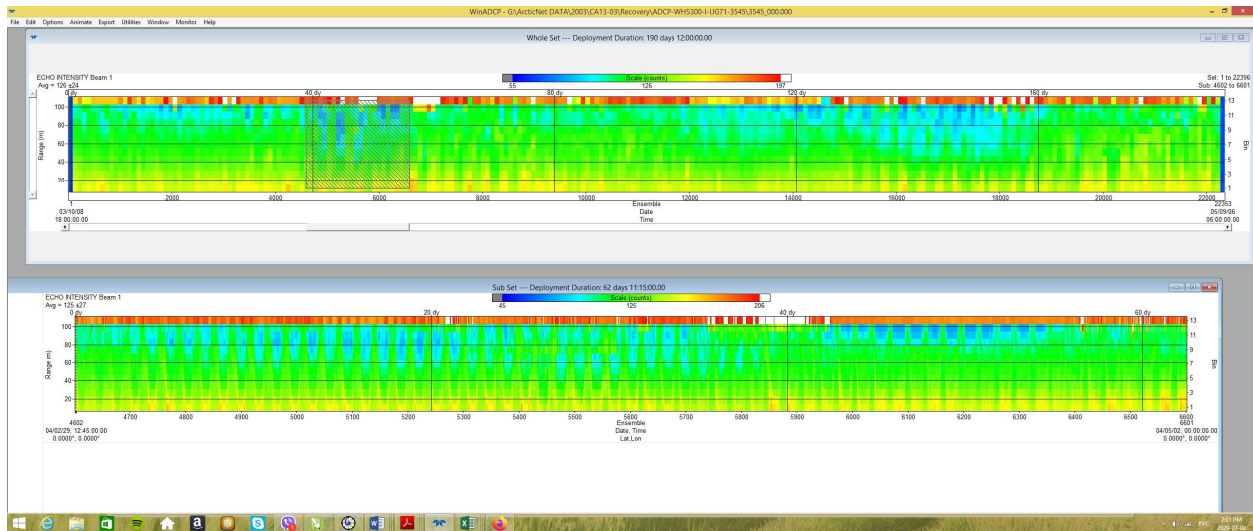 WinADCP - G:\ArcticNet DATA\2003\CA13-03\Recovery\ADCP-WHS300-I-UG71-3545\3545_000.000
File Edit Options Animate Export Utilities Window Monitor Help
Whole Set --- Deployment Duration: 190 days 12:00:00.00
ECHO INTENSITY Beam 1
Avg = 126 ±24
Scale (counts)
55 126 197
Sel: 1 to 22396
Sub: 4602 to 6601
0 dy 40 dy 80 dy 120 dy 160 dy
Range (m)
100
80
60
40
20
Bin
13
11
9
7
5
3
1
2000 4000 6000 8000 10000 12000 14000 16000 18000 20000 22000
1 Ensemble 22353
03/10/08 Date 05/09/06
18:00:00.00 Time 06:00:00.00
Sub Set --- Deployment Duration: 62 days 11:15:00.00
ECHO INTENSITY Beam 1
Avg = 125 ±27
Scale (counts)
45 125 206
0 dy 20 dy 40 dy 60 dy
Range (m)
100
80
60
40
20
Bin
13
11
9
7
5
3
1
4700 4800 4900 5000 5100 5200 5300 5400 5500 5600 5700 5800 5900 6000 6100 6200 6300 6400 6500 6600
4602 Ensemble 6601
04/02/29, 12:45:00.00 Date, Time 04/05/02, 00:00:00.00
0.0000°, 0.0000° Lat,Lon 0.0000°, 0.0000°
РУС
2:01 PM
2020-07-06